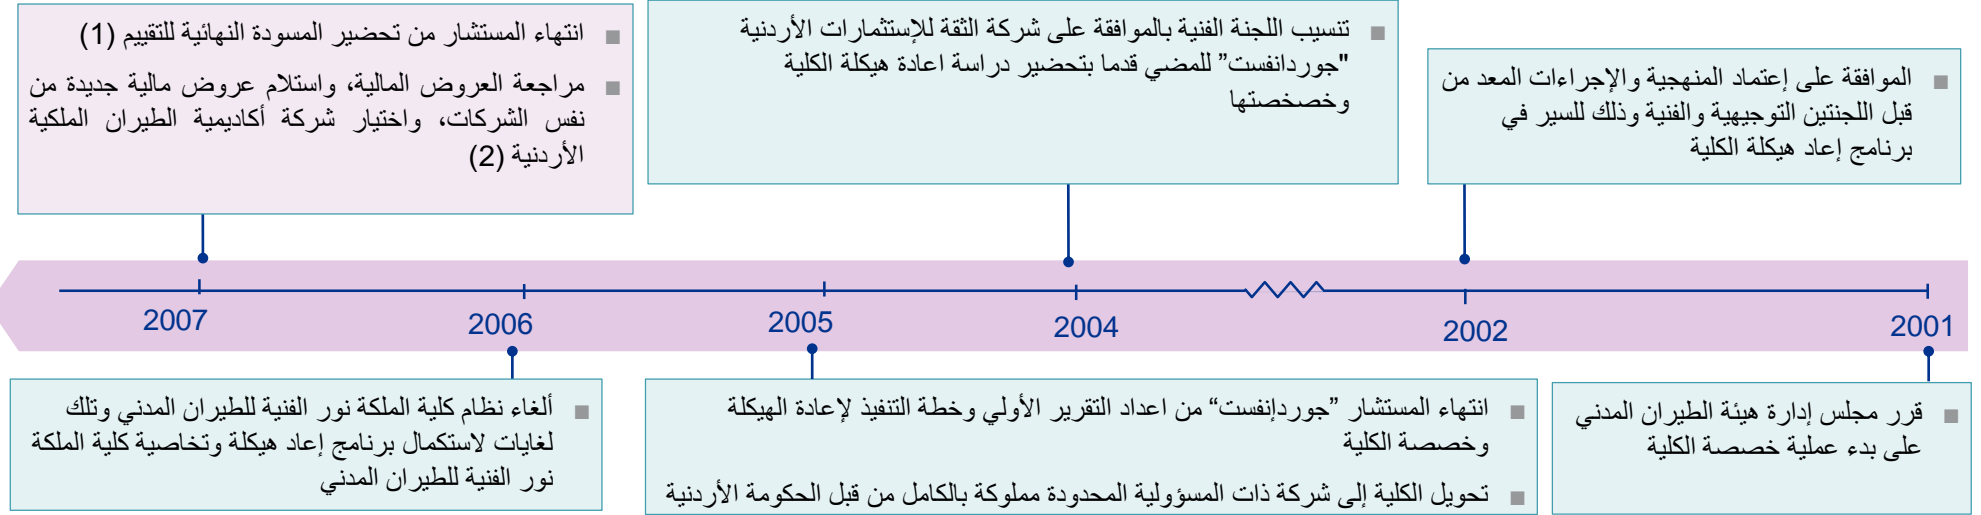 الموافقة على إعتماد المنهجية والإجراءات المعد من
قبل اللجنتين التوجيهية والفنية وذلك للسير في
برنامج إعاد هيكلة الكلية
تنسيب اللجنة الفنية بالموافقة على شركة الثقة للإستثمارات الأردنية
"جوردانفست” للمضي قدما بتحضير دراسة اعادة هيكلة الكلية
وخصخصتها
انتهاء المستشار من تحضير المسودة النهائية للتقييم (1)
مراجعة العروض المالية، واستلام عروض مالية جديدة من
نفس الشركات، واختيار شركة أكاديمية الطيران الملكية
الأردنية (2)
2001
2002
2004
2005
2006
2007
قرر مجلس إدارة هيئة الطيران المدني
على بدء عملية خصصة الكلية
انتهاء المستشار ”جوردإنفست“ من اعداد التقرير الأولي وخطة التنفيذ لإعادة الهيكلة
وخصصة الكلية
تحويل الكلية إلى شركة ذات المسؤولية المحدودة مملوكة بالكامل من قبل الحكومة الأردنية
ألغاء نظام كلية الملكة نور الفنية للطيران المدني وتلك
لغايات لاستكمال برنامج إعاد هيكلة وتخاصية كلية الملكة
نور الفنية للطيران المدني